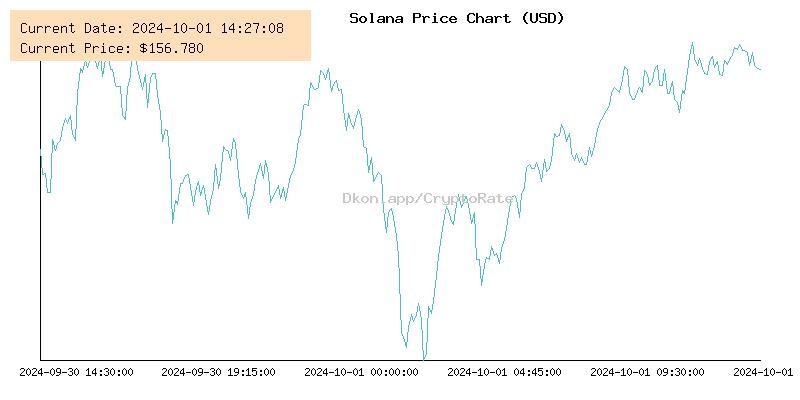 Solana Price Chart (USD)
Current Date: 2024-10-01 14:27:08
Current Price: $156.780
Dkon.app/CryptoRate
2024-09-30 14:30:00
2024-09-30 19:15:00
2024-10-01 00:00:00
2024-10-01 04:45:00
2024-10-01 09:30:00
2024-10-01